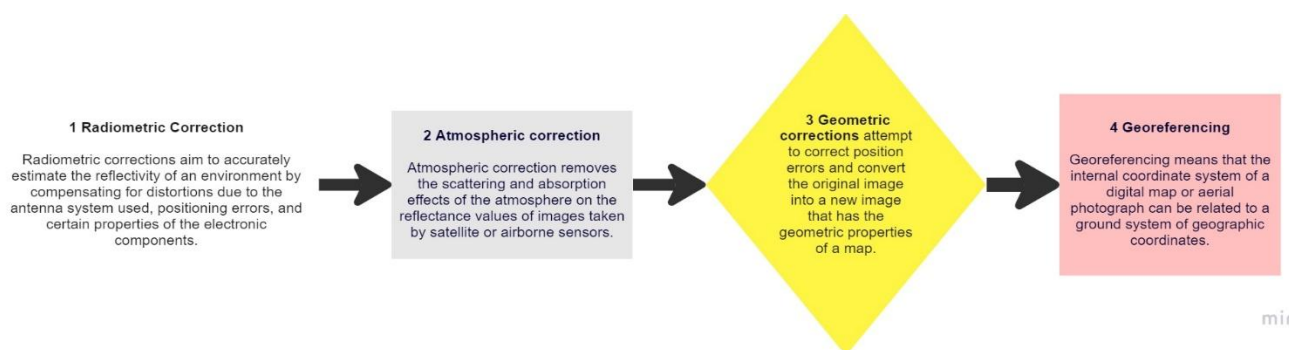 1 Radiometric Correction
Radiometric corrections aim to accurately
estimate the reflectivity of an environment by
compensating for distortions due to the
antenna system used, positioning errors, and
certain properties of the electronic
components.
2 Atmospheric correction
Atmospheric correction removes
the scattering and absorption
effects of the atmosphere on the
reflectance values of images taken
by satellite or airborne sensors.
3 Geometric
corrections attempt
to correct position
errors and convert
the original image
into a new image
that has the
geometric properties
of a map.
4 Georeferencing
Georeferencing means that the
internal coordinate system of a
digital map or aerial
photograph can be related to a
ground system of geographic
coordinates.